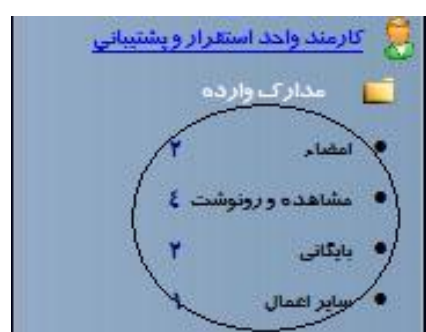 کارمند واحد استقرار و پشتیبانی
مدارک وارده
امضاء ۲
مشاهده و رونوشت ٤
بایگانی ۲
سایر اعمال ۱